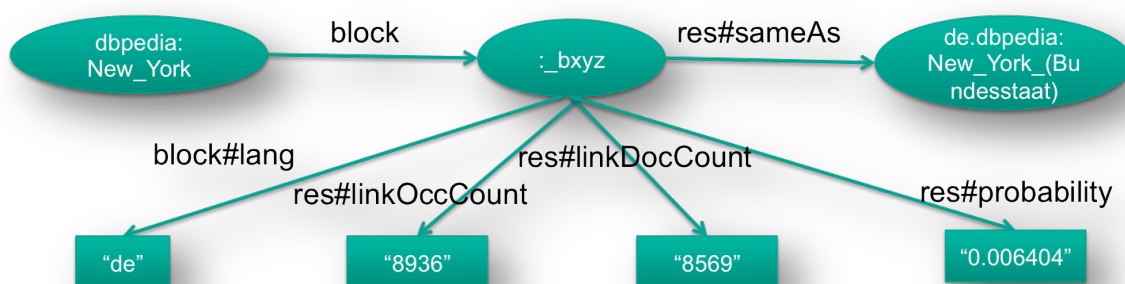 block
res#sameAs
dbpedia:
New_York
:_bxyz
de.dbpedia:
New_York_(Bu
ndesstaat)
block#lang
res#linkDocCount
res#linkOccCount
res#probability
“de”
“8936”
“8569”
“0.006404”